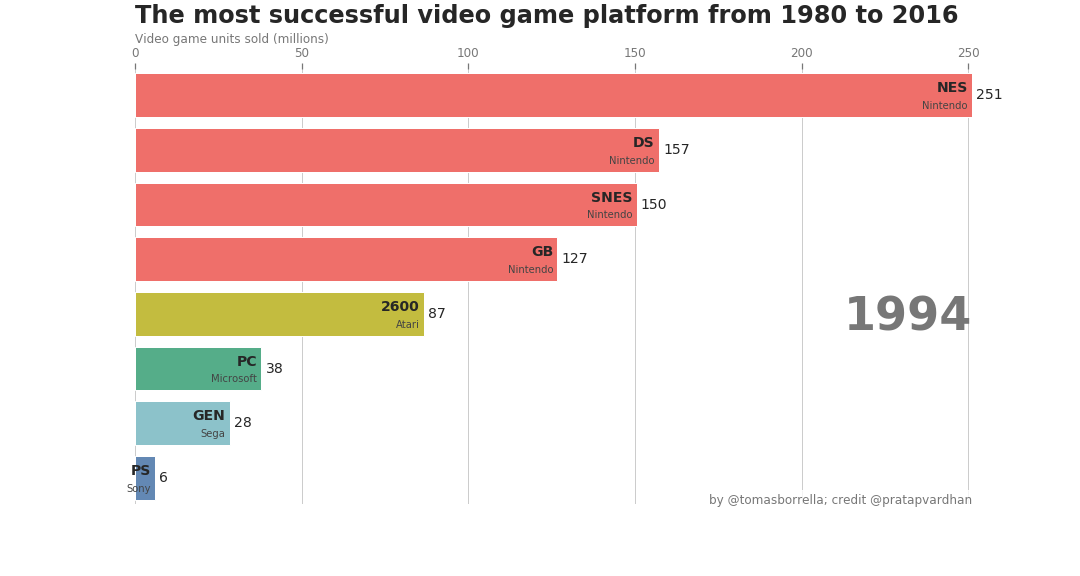 The most successful video game platform from 1980 to 2016
Video game units sold (millions)
0 50 100 150 200 250
NES
Nintendo
251
DS
Nintendo
157
SNES
Nintendo
150
GB
Nintendo
127
2600
Atari
87
1994
PC
Microsoft
38
GEN
Sega
28
PS
Sony
6
by @tomasborrella; credit @pratapvardhan